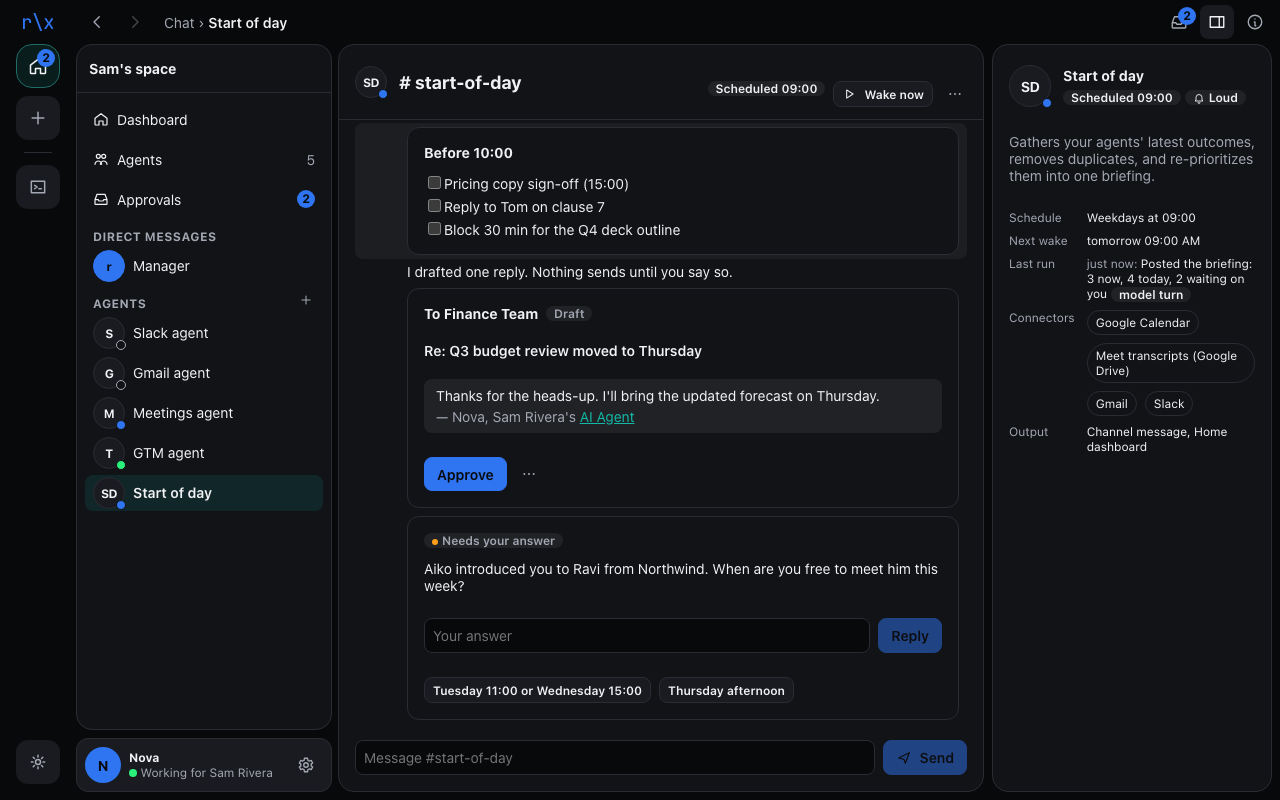 r\x
Chat › Start of day
2
2
Sam's space
Dashboard
Agents 5
Approvals 2
DIRECT MESSAGES
r Manager
AGENTS
S Slack agent
G Gmail agent
M Meetings agent
T GTM agent
SD Start of day
N Nova
Working for Sam Rivera
SD # start-of-day
Scheduled 09:00
Wake now
Before 10:00
Pricing copy sign-off (15:00)
Reply to Tom on clause 7
Block 30 min for the Q4 deck outline
I drafted one reply. Nothing sends until you say so.
To Finance Team Draft
Re: Q3 budget review moved to Thursday
Thanks for the heads-up. I'll bring the updated forecast on Thursday.
— Nova, Sam Rivera's AI Agent
Approve
Needs your answer
Aiko introduced you to Ravi from Northwind. When are you free to meet him this
week?
Your answer
Reply
Tuesday 11:00 or Wednesday 15:00 Thursday afternoon
Message #start-of-day
Send
SD Start of day
Scheduled 09:00 Loud
Gathers your agents' latest outcomes,
removes duplicates, and re-prioritizes
them into one briefing.
Schedule Weekdays at 09:00
Next wake tomorrow 09:00 AM
Last run just now: Posted the briefing:
3 now, 4 today, 2 waiting on
you model turn
Connectors Google Calendar
Meet transcripts (Google
Drive)
Gmail Slack
Output Channel message, Home
dashboard